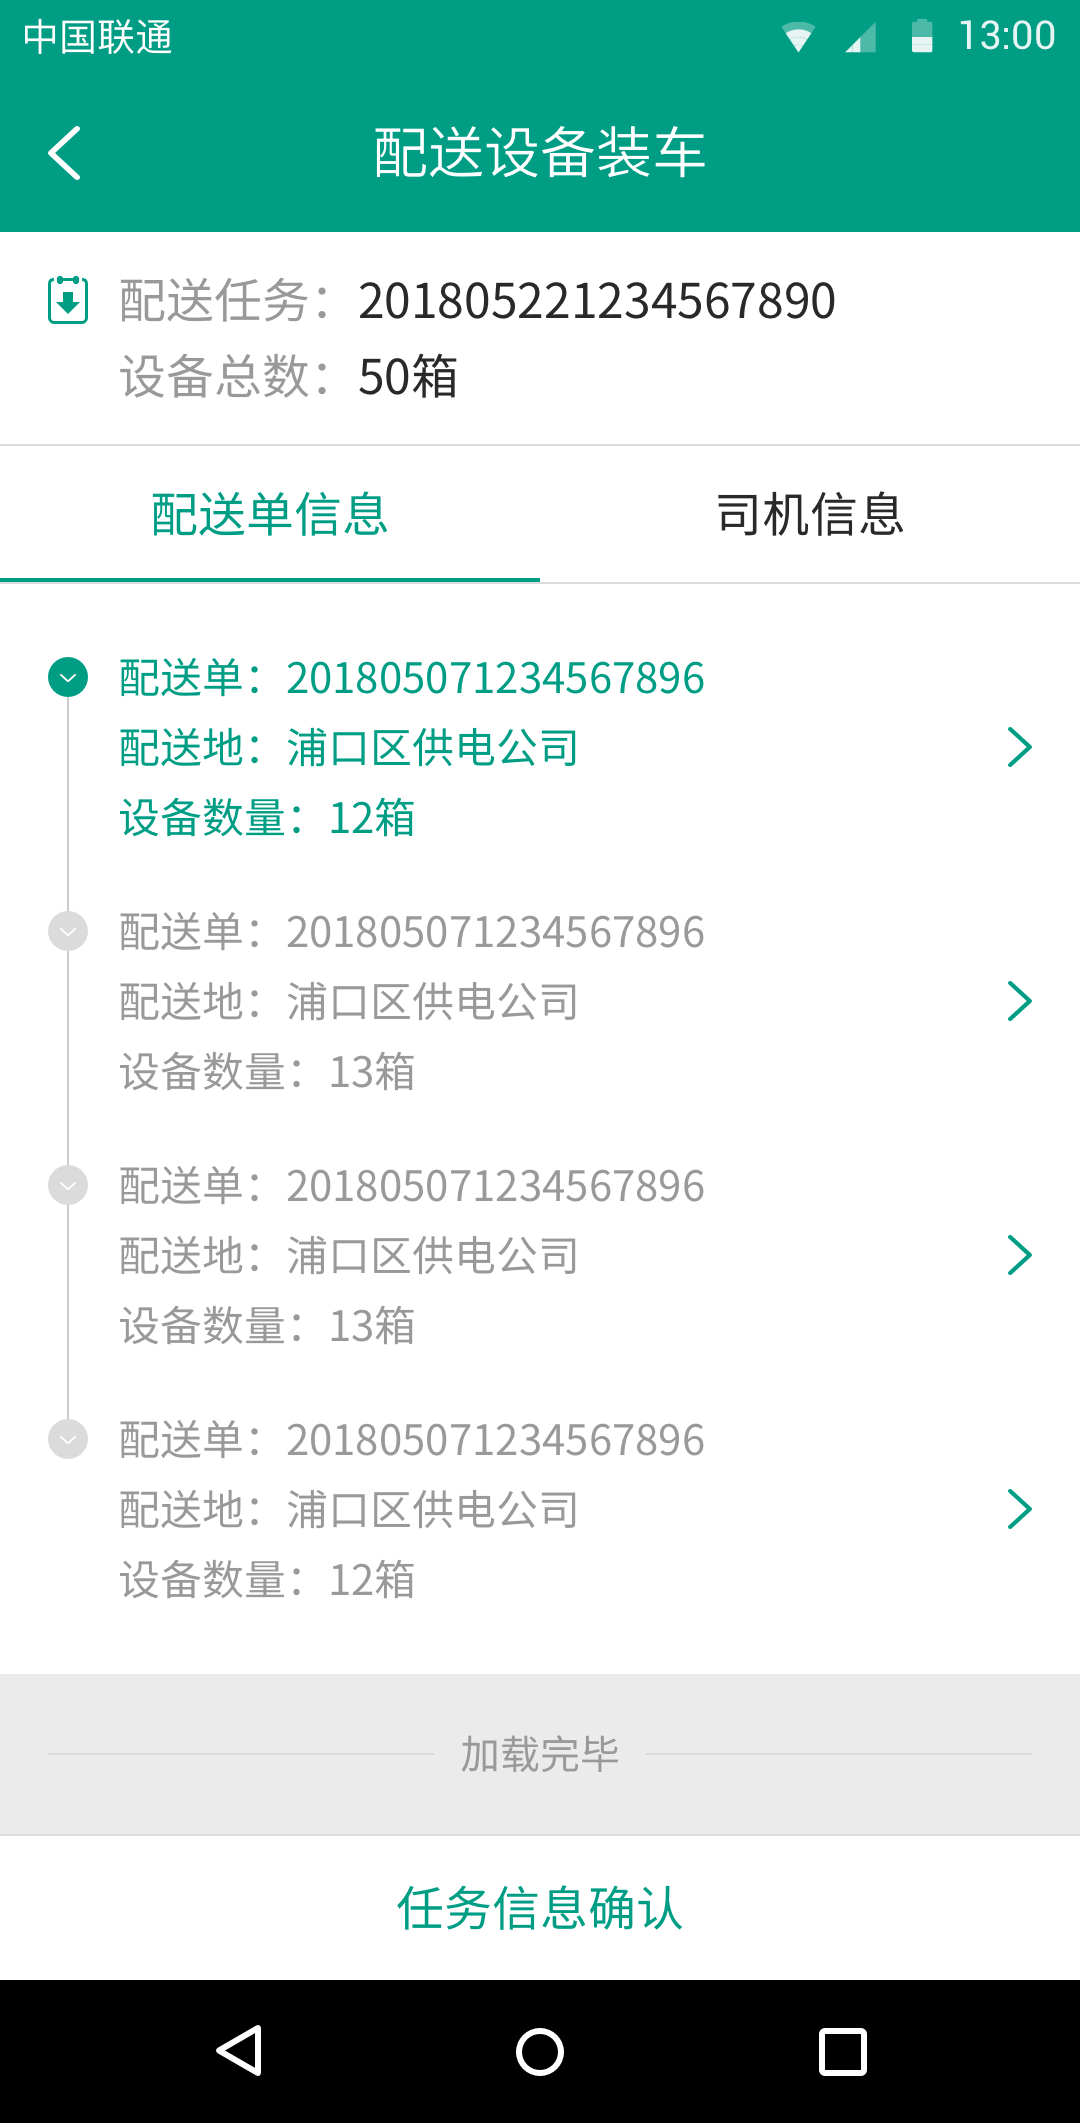 中国联通 13:00
配送设备装车
配送任务：201805221234567890
设备总数：50箱
配送单信息 司机信息
配送单：201805071234567896
配送地：浦口区供电公司
设备数量：12箱
配送单：201805071234567896
配送地：浦口区供电公司
设备数量：13箱
配送单：201805071234567896
配送地：浦口区供电公司
设备数量：13箱
配送单：201805071234567896
配送地：浦口区供电公司
设备数量：12箱
加载完毕
任务信息确认